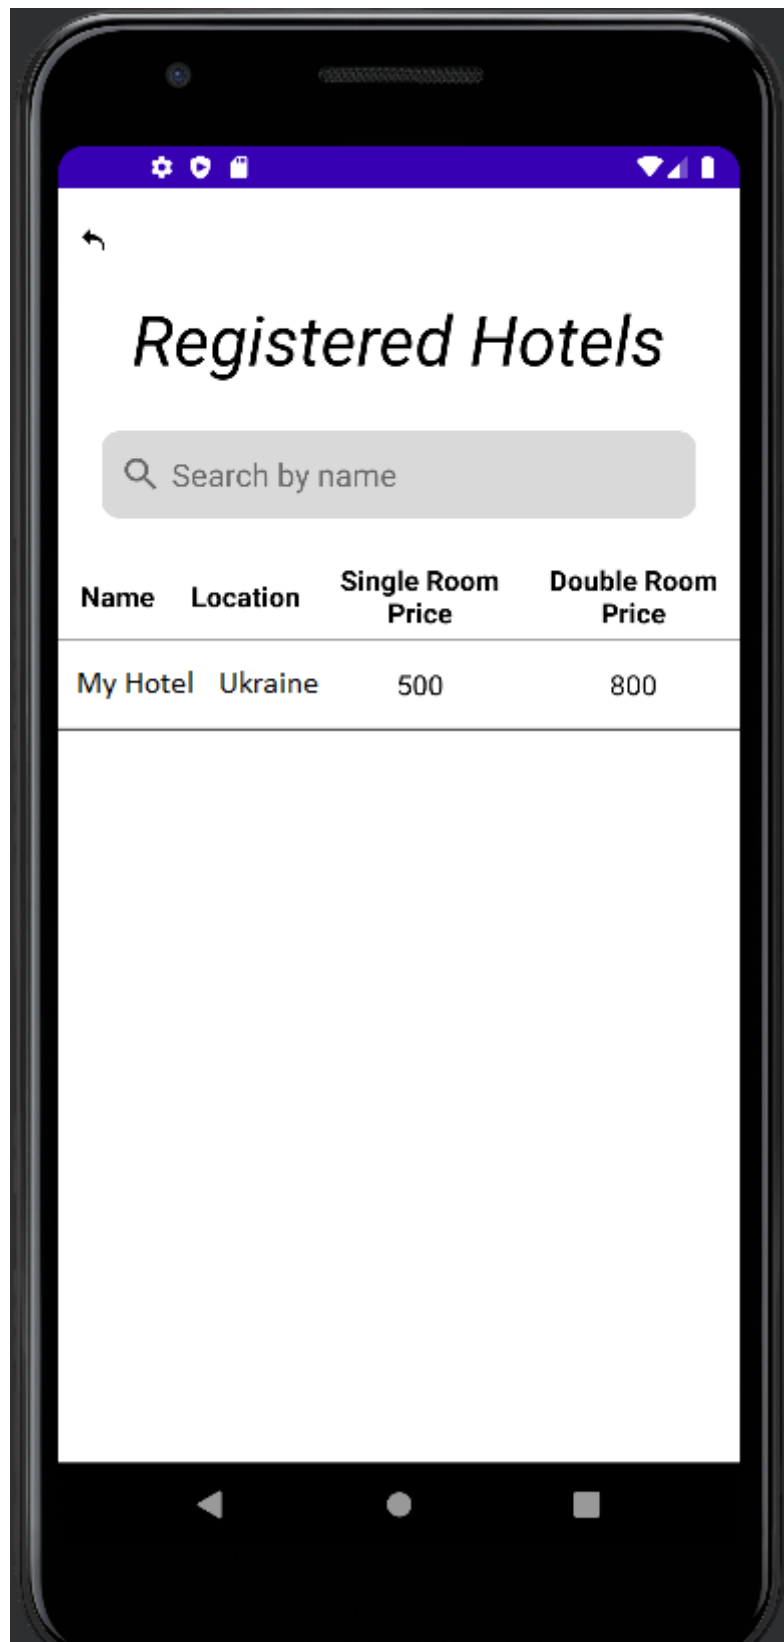 Registered Hotels
Search by name
Name Location Single Room Price Double Room Price
My Hotel Ukraine 500 800